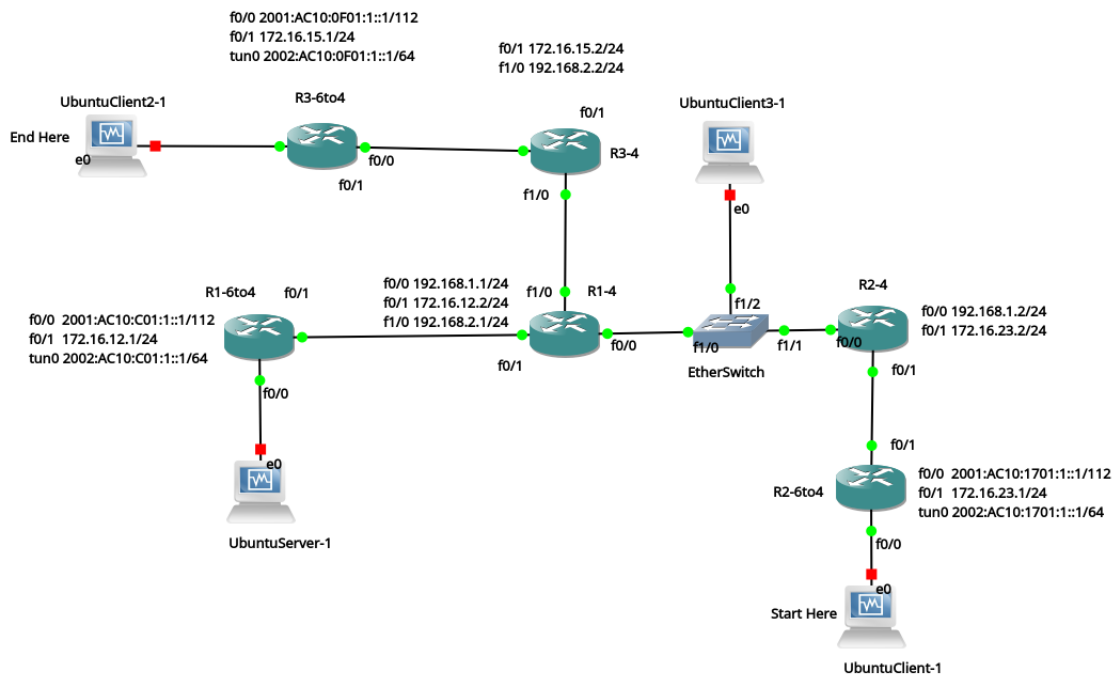 f0/0 2001:AC10:0F01:1::1/112
f0/1 172.16.15.1/24
tun0 2002:AC10:0F01:1::1/64
f0/1 172.16.15.2/24
f1/0 192.168.2.2/24
UbuntuClient2-1
R3-6to4
UbuntuClient3-1
End Here
e0
f0/0
f0/1
f0/1
R3-4
f1/0
e0
R1-6to4
f0/1
f0/0 192.168.1.1/24
f0/1 172.16.12.2/24
f1/0 192.168.2.1/24
f1/0
R1-4
f1/2
R2-4
f0/0 2001:AC10:C01:1::1/112
f0/1 172.16.12.1/24
tun0 2002:AC10:C01:1::1/64
f0/0 192.168.1.2/24
f0/1 172.16.23.2/24
f0/1
f0/0
f1/0
f1/1
f0/0
EtherSwitch
f0/1
f0/0
e0
UbuntuServer-1
f0/1
R2-6to4
f0/0 2001:AC10:1701:1::1/112
f0/1 172.16.23.1/24
tun0 2002:AC10:1701:1::1/64
f0/0
e0
Start Here
UbuntuClient-1